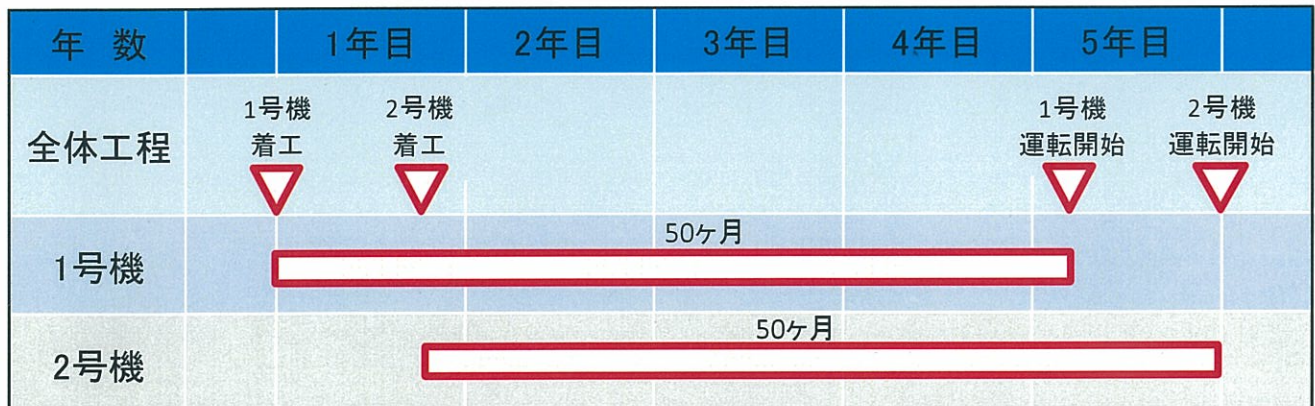 年 数 1年目 2年目 3年目 4年目 5年目
全体工程
1号機
着工
2号機
着工
1号機
運転開始
2号機
運転開始
1号機
50ケ月
2号機
50ケ月